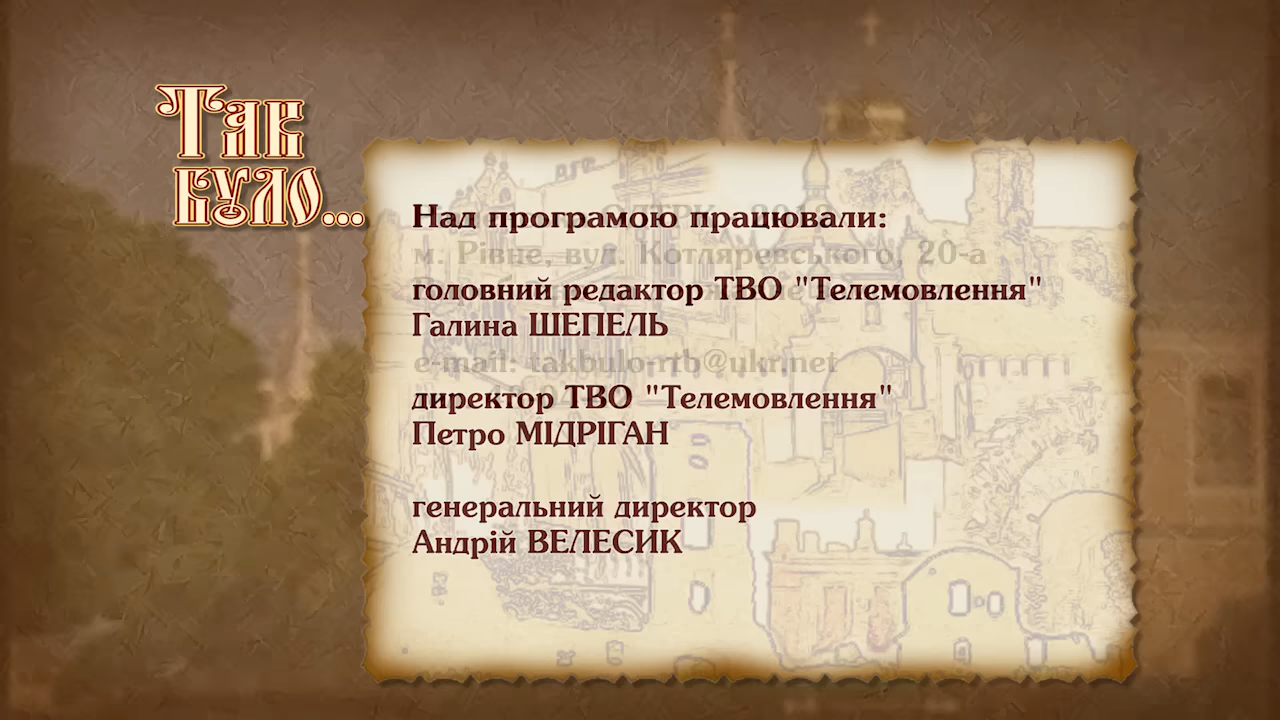 Так
було...
Над програмою працювали:
м. Рівне, вул. Котляревського, 20-а
головний редактор ТВО "Телемовлення"
Галина ШЕПЕЛЬ
e-mail: takbulo-rtb@ukr.net
директор ТВО "Телемовлення"
Петро МІДРІГАН
генеральний директор
Андрій ВЕЛЕСИК